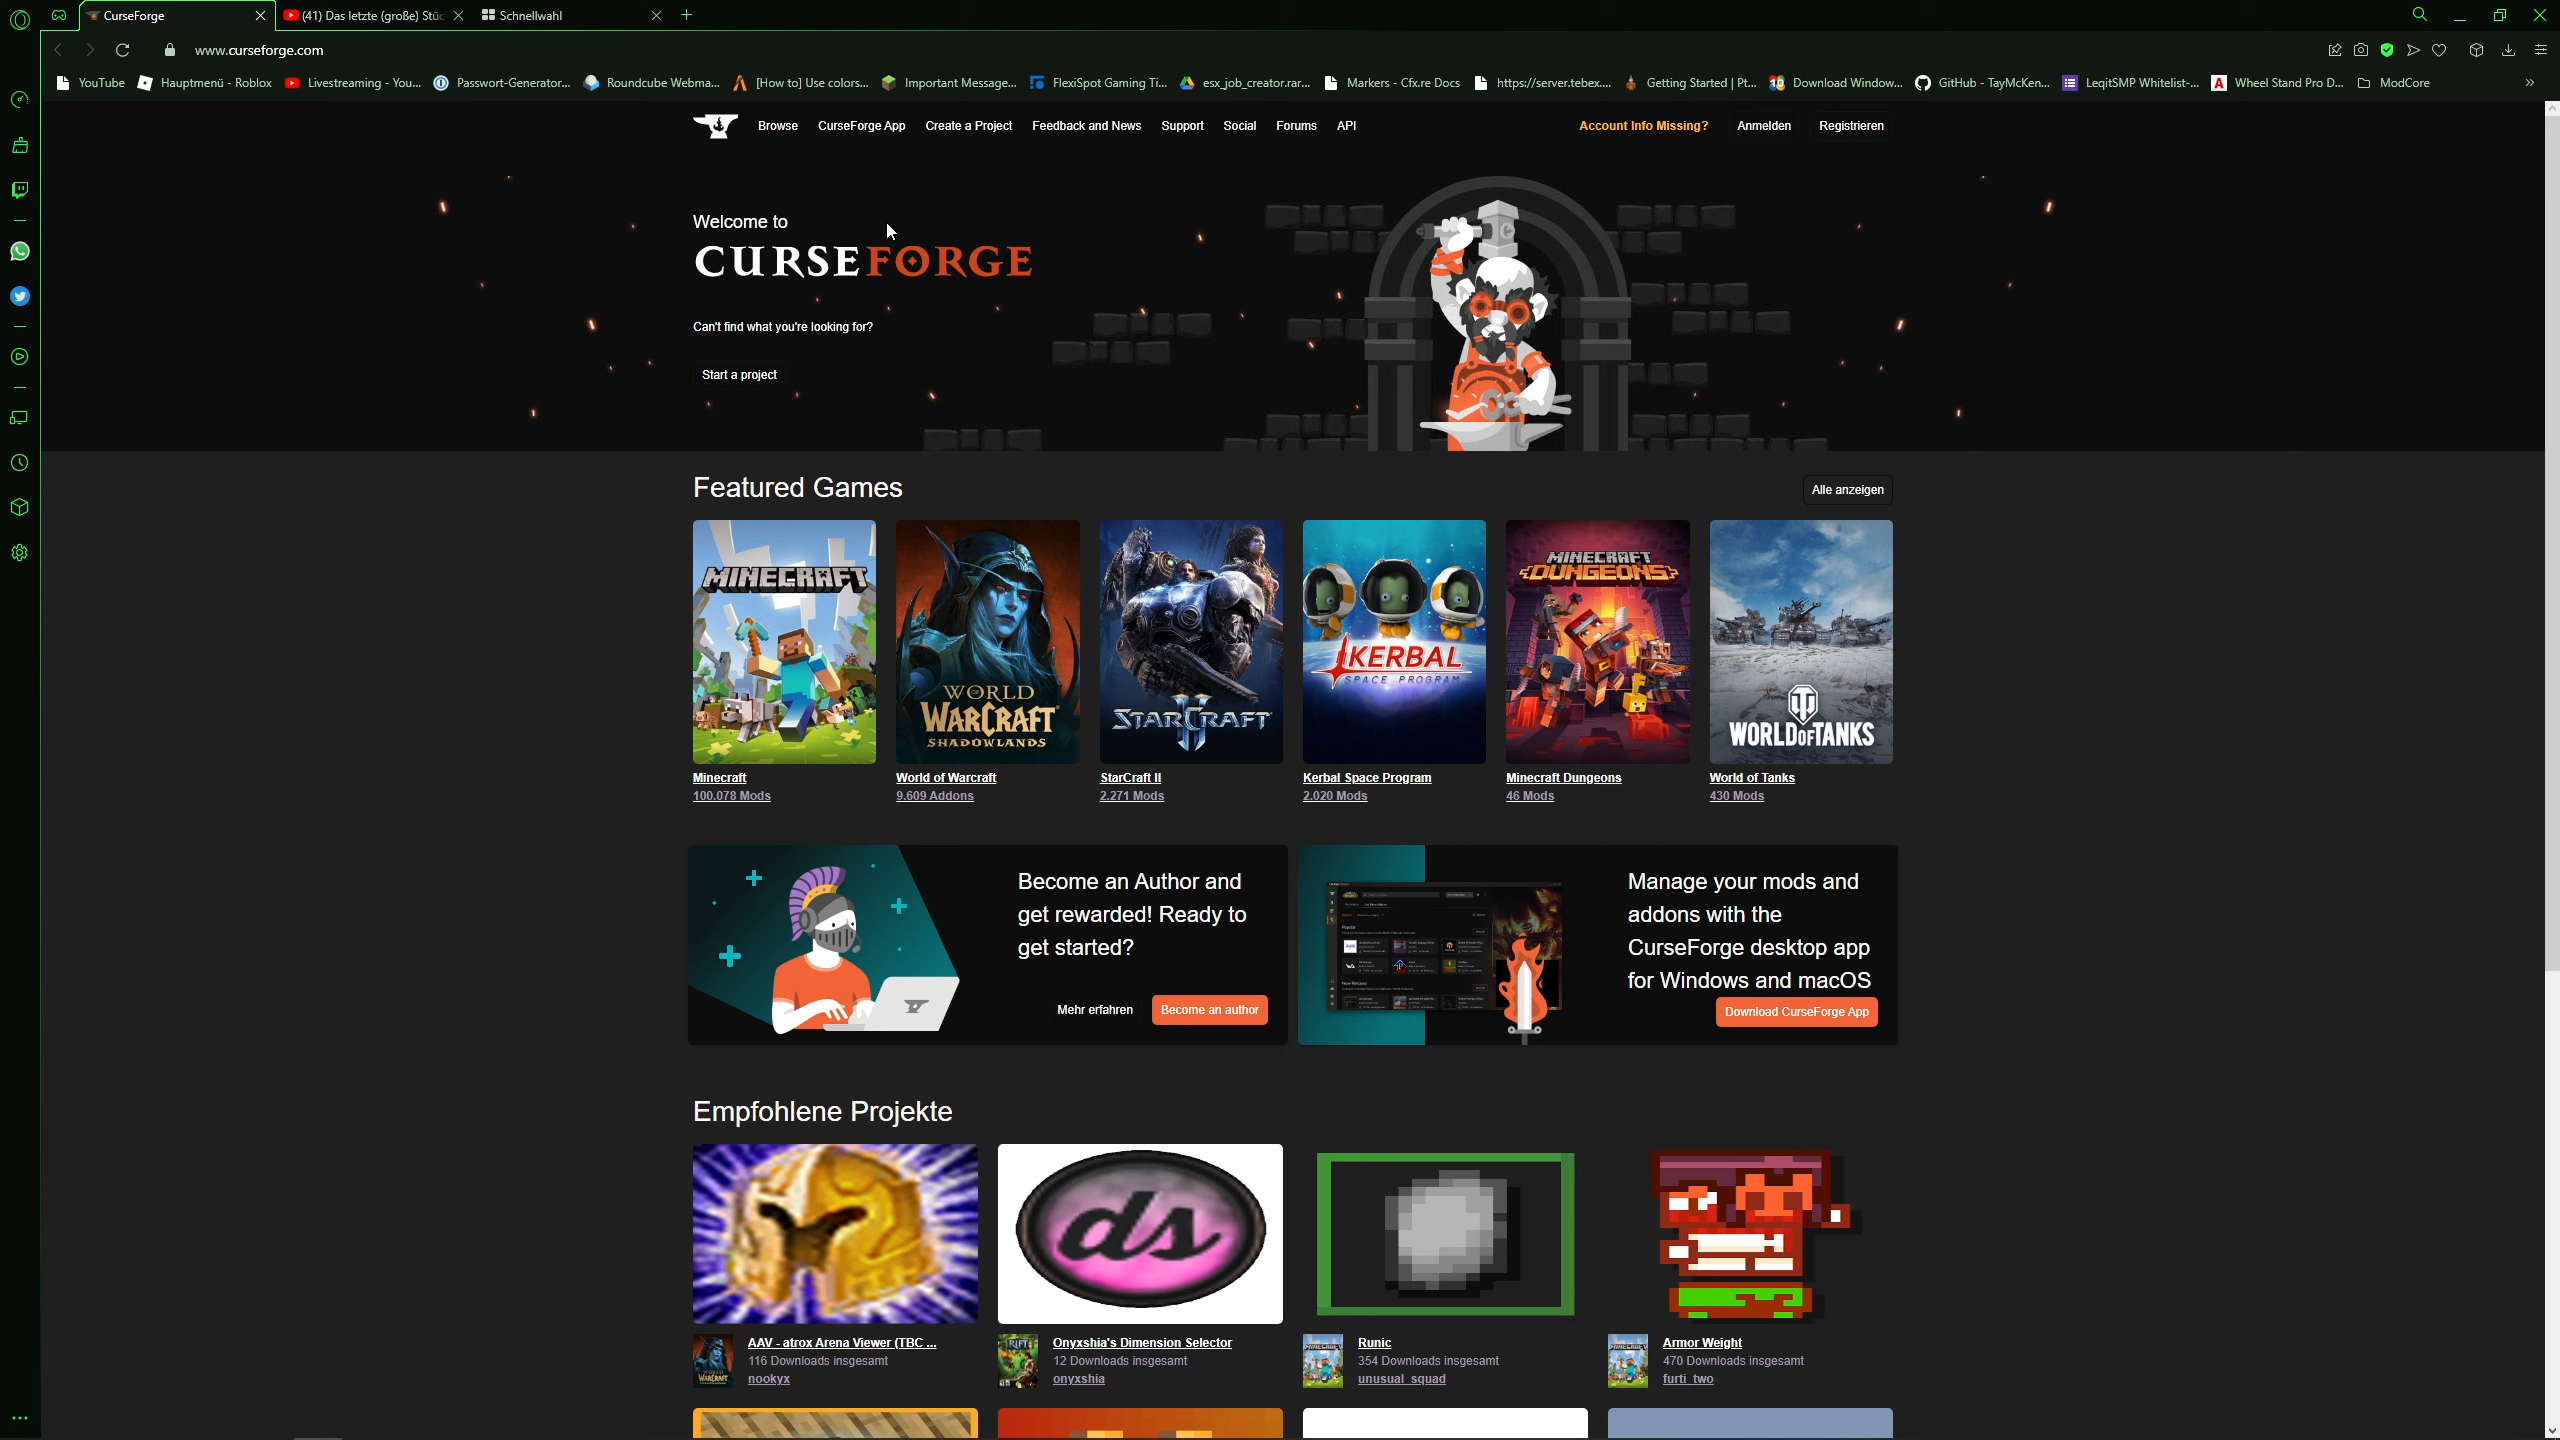 CurseForge
(41) Das letzte (große) Stüc
Schnellwahl
www.curseforge.com
YouTube
Hauptmenü - Roblox
Livestreaming - You...
Passwort-Generator...
Roundcube Webma...
[How to] Use colors...
Important Message...
FlexiSpot Gaming Ti...
esx_job_creator.rar...
Markers - Cfx.re Docs
https://server.tebex....
Getting Started | Pt...
Download Window...
GitHub - TayMcKen...
LeqitSMP Whitelist-...
Wheel Stand Pro D...
ModCore
Browse
CurseForge App
Create a Project
Feedback and News
Support
Social
Forums
API
Account Info Missing?
Anmelden
Registrieren
Welcome to
CURSEFORGE
Can't find what you're looking for?
Start a project
Featured Games
Alle anzeigen
MINECRAFT
WORLD OF WARCRAFT
SHADOWLANDS
STARCRAFT
II
KERBAL
SPACE PROGRAM
MINECRAFT
DUNGEONS
WORLD OF TANKS
Minecraft
100.078 Mods
World of Warcraft
9.609 Addons
StarCraft II
2.271 Mods
Kerbal Space Program
2.020 Mods
Minecraft Dungeons
46 Mods
World of Tanks
430 Mods
Become an Author and
get rewarded! Ready to
get started?
Mehr erfahren
Become an author
Manage your mods and
addons with the
CurseForge desktop app
for Windows and macOS
Download CurseForge App
Empfohlene Projekte
ds
AAV - atrox Arena Viewer (TBC ...
116 Downloads insgesamt
nookyx
RIFT
Onyxshia's Dimension Selector
12 Downloads insgesamt
onyxshia
Runic
354 Downloads insgesamt
unusual_squad
Armor Weight
470 Downloads insgesamt
furti_two